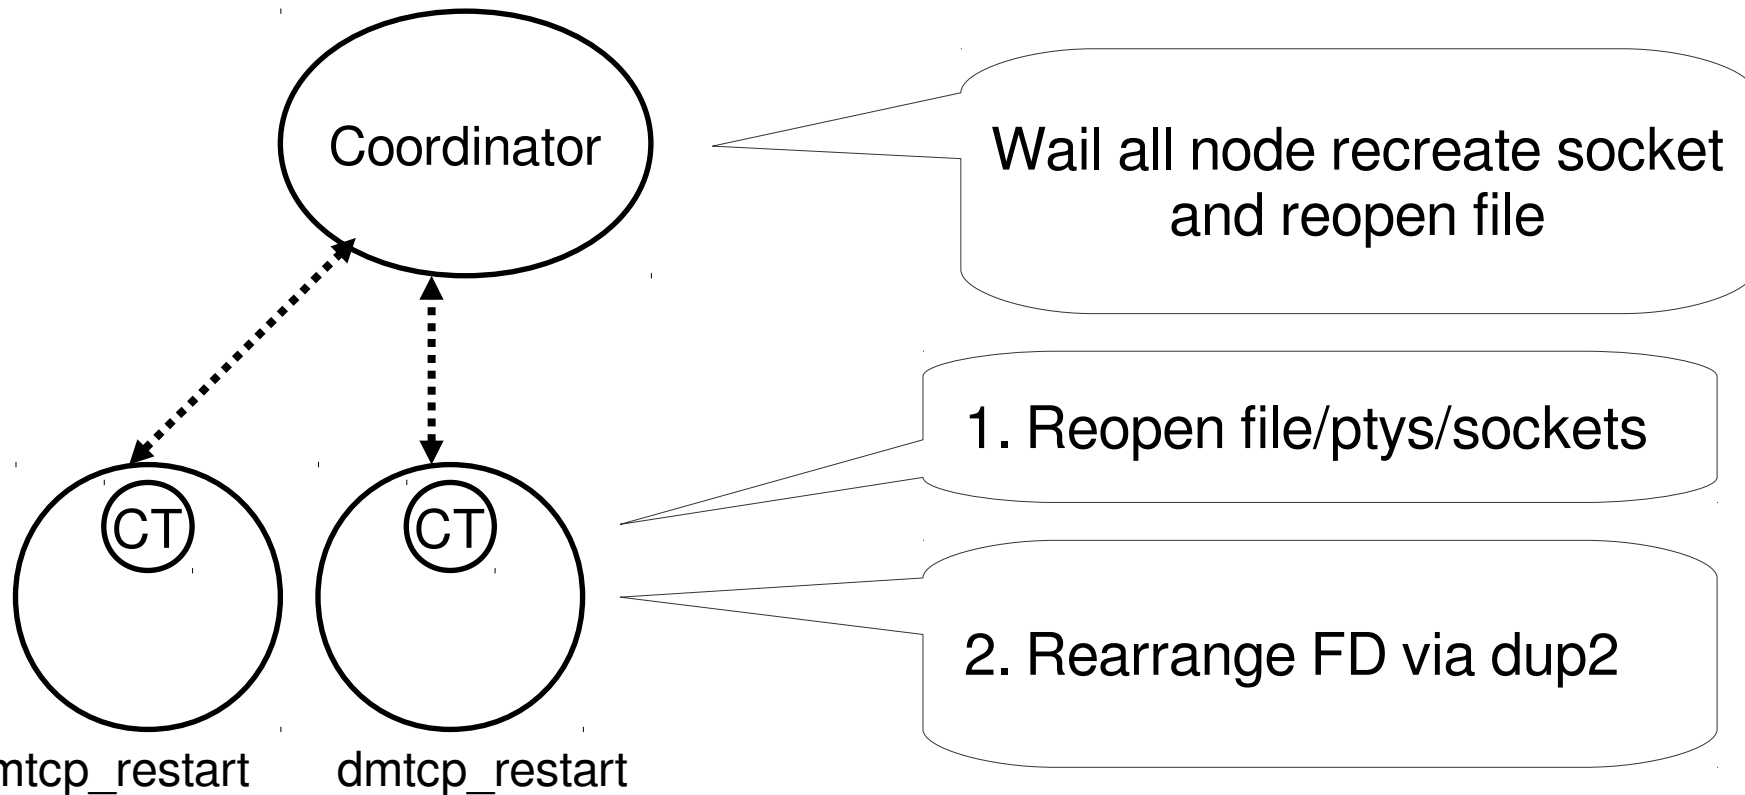 Coordinator
Wail all node recreate socket
and reopen file
1. Reopen file/ptys/sockets
CT
CT
2. Rearrange FD via dup2
mtcp_restart
dmtcp_restart